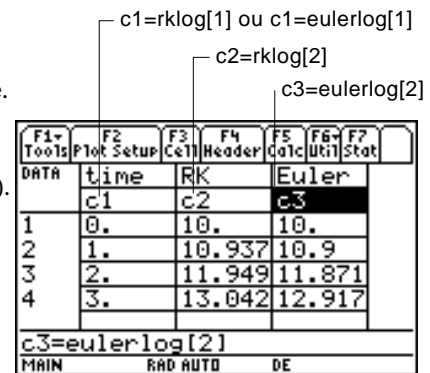 c1=rklog[1] ou c1=eulerlog[1]
c2=rklog[2]
c3=eulerlog[2]
e.
).
F1 F2 F3 F4 F5 F6 F7
Tools Plot Setup Cell Header Calc Util Stat
DATA time RK Euler
c1 c2 c3
1 0. 10. 10.
2 1. 10.937 10.9
3 2. 11.949 11.871
4 3. 13.042 12.917
c3=eulerlog[2]
MAIN RAD AUTO DE